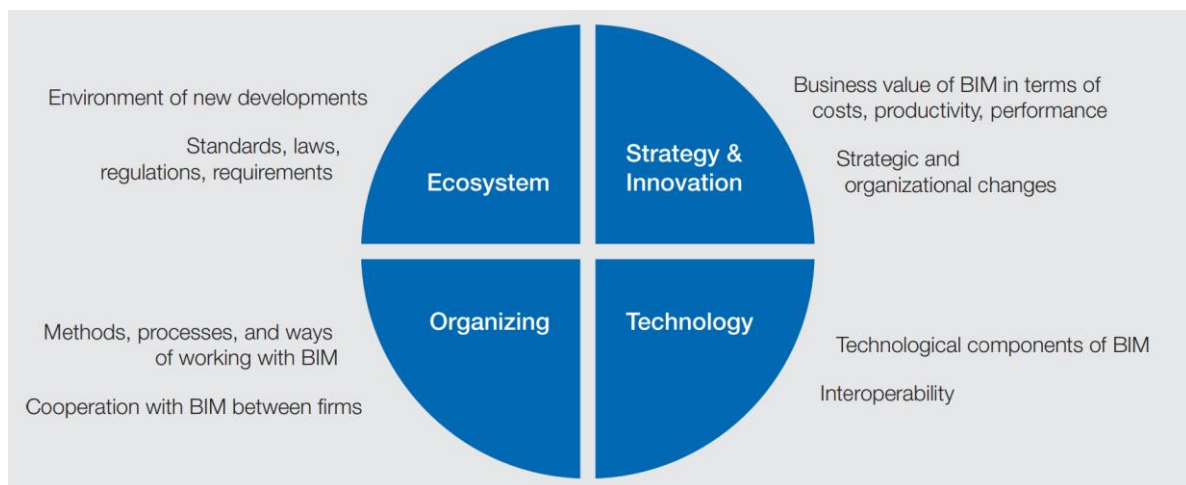 Environment of new developments
Standards, laws,
regulations, requirements
Ecosystem
Strategy &
Innovation
Business value of BIM in terms of
costs, productivity, performance
Strategic and
organizational changes
Methods, processes, and ways
of working with BIM
Cooperation with BIM between firms
Organizing
Technology
Technological components of BIM
Interoperability